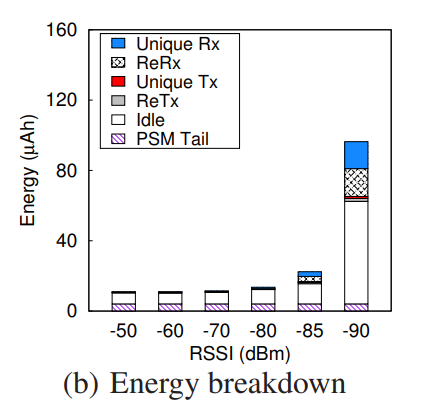 160
120
80
40
0
Energy (μAh)
Unique Rx
ReRx
Unique Tx
ReTx
Idle
PSM Tail
-50 -60 -70 -80 -85 -90
RSSI (dBm)
(b) Energy breakdown